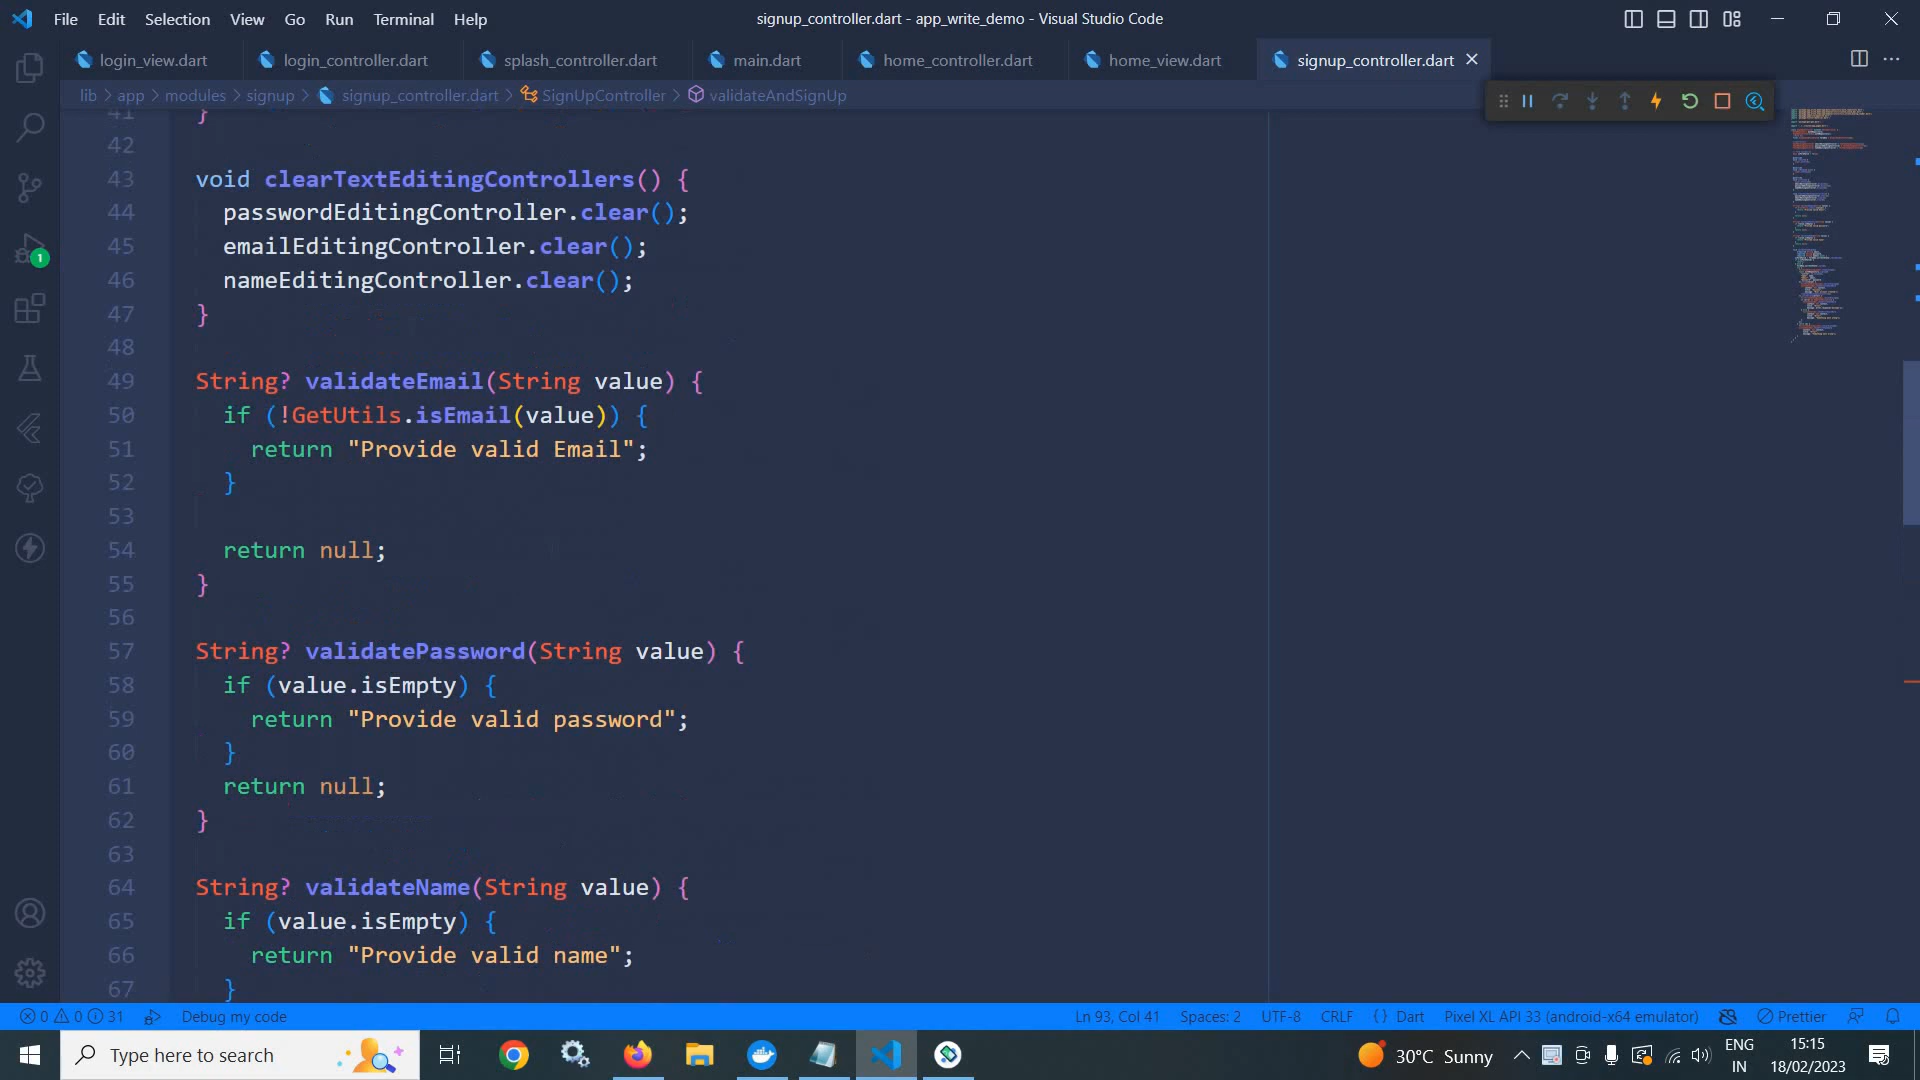 File Edit Selection View Go Run Terminal Help
signup_controller.dart - app_write_demo - Visual Studio Code
login_view.dart login_controller.dart splash_controller.dart main.dart home_controller.dart home_view.dart signup_controller.dart
lib > app > modules > signup > signup_controller.dart > SignUpController > validateAndSignUp
41 }
42
43 void clearTextEditingControllers() {
44 passwordEditingController.clear();
45 emailEditingController.clear();
46 nameEditingController.clear();
47 }
48
49 String? validateEmail(String value) {
50 if (!GetUtils.isEmail(value)) {
51 return "Provide valid Email";
52 }
53
54 return null;
55 }
56
57 String? validatePassword(String value) {
58 if (value.isEmpty) {
59 return "Provide valid password";
60 }
61 return null;
62 }
63
64 String? validateName(String value) {
65 if (value.isEmpty) {
66 return "Provide valid name";
67 }
1
0 0 31 Debug my code Ln 93, Col 41 Spaces: 2 UTF-8 CRLF {} Dart Pixel XL API 33 (android-x64 emulator) Prettier
Type here to search 30°C Sunny ENG IN 15:15 18/02/2023